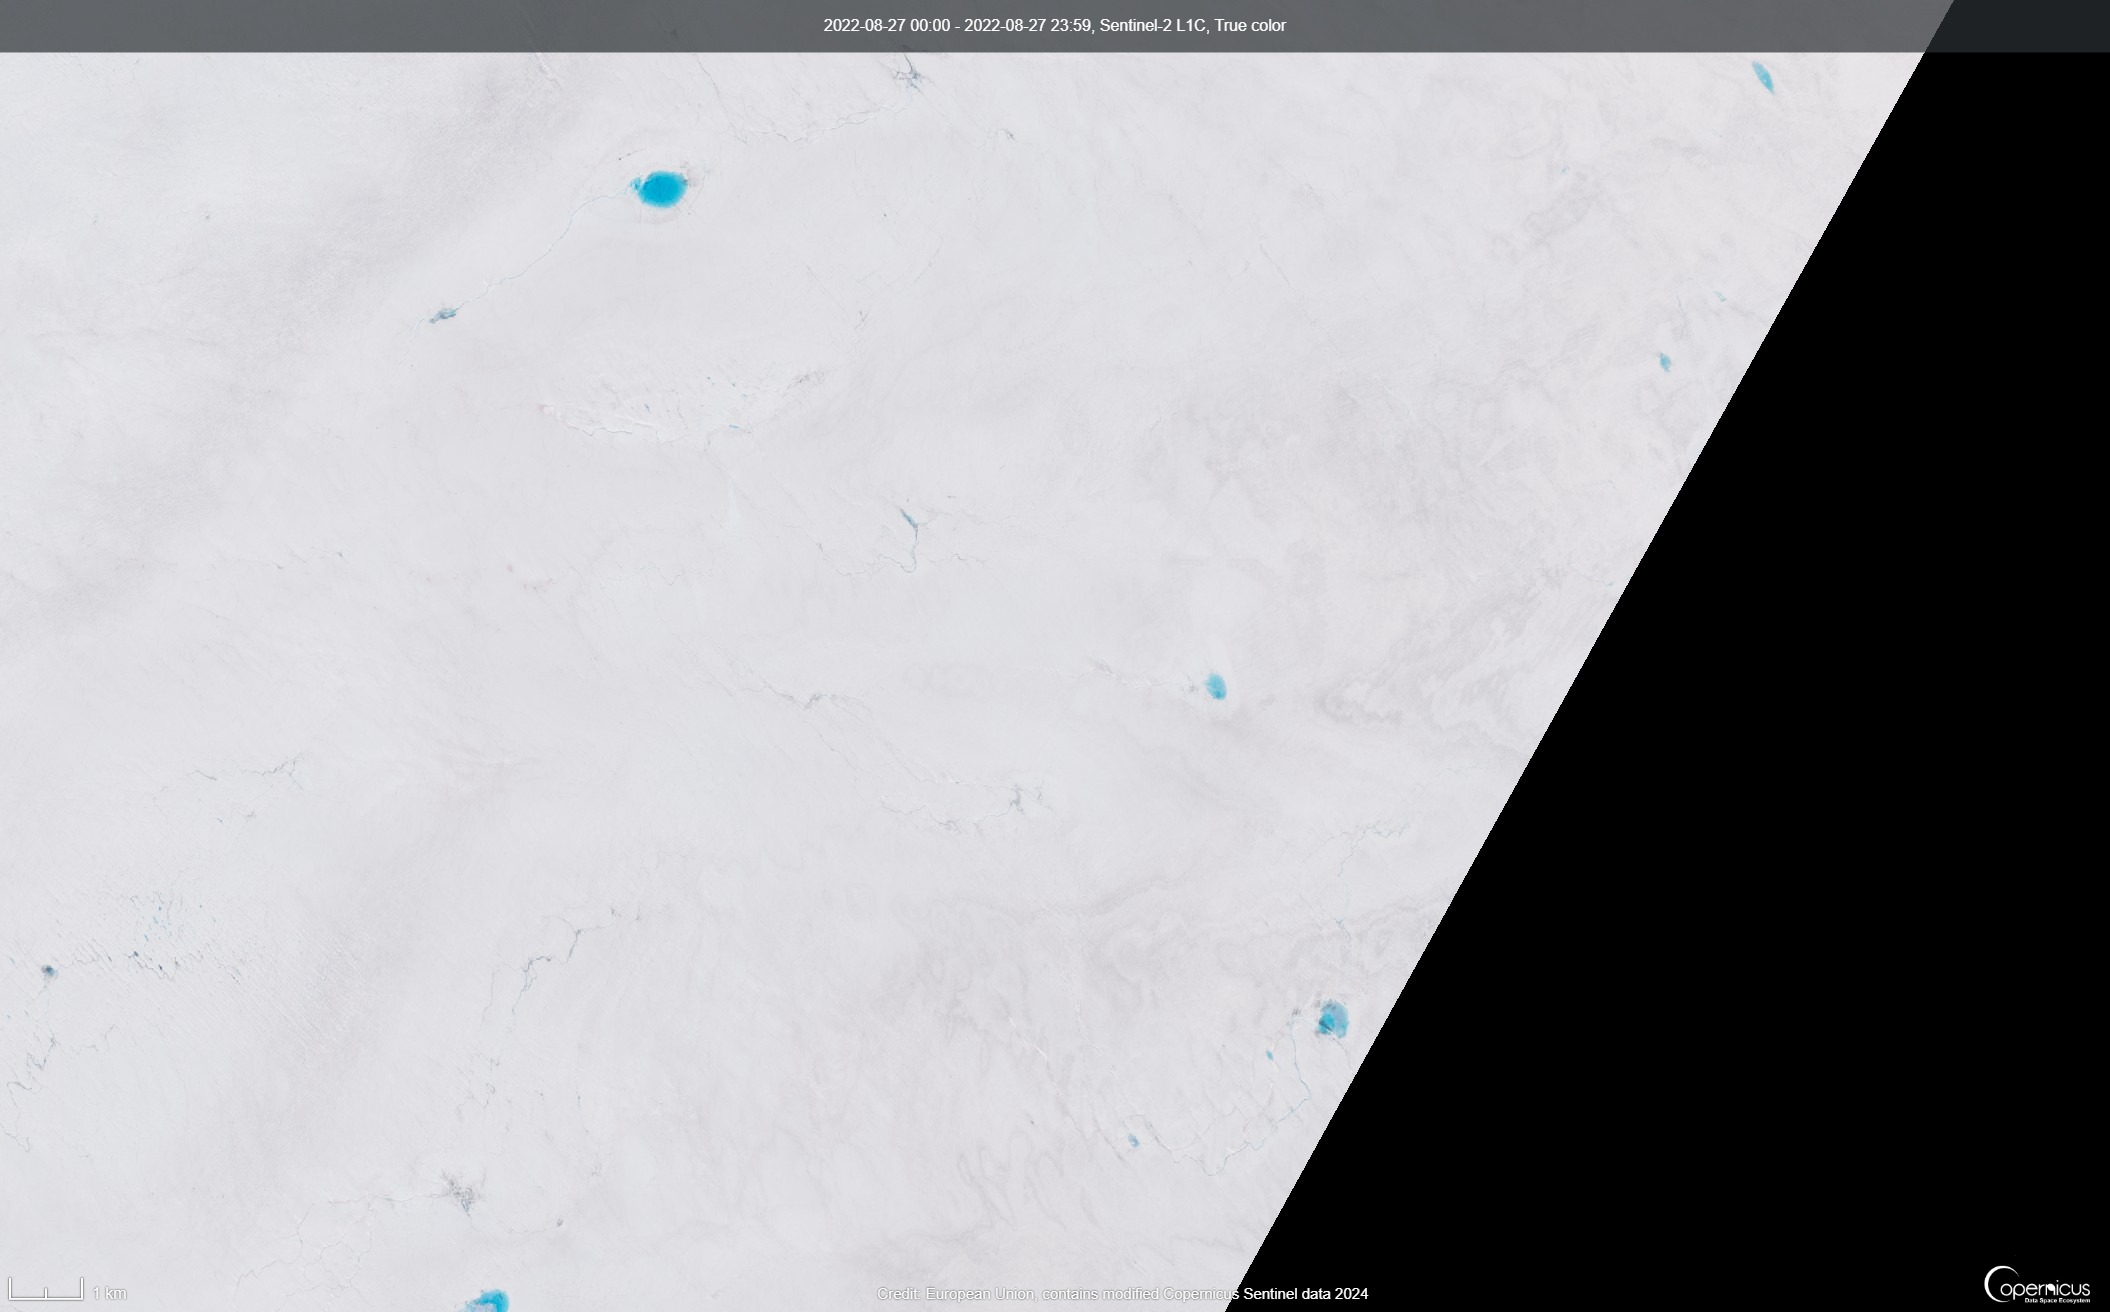 2022-08-27 00:00 - 2022-08-27 23:59, Sentinel-2 L1C, True color
1 km
Credit: European Union, contains modified Copernicus Sentinel data 2024
opernicus
Data Space Ecosystem